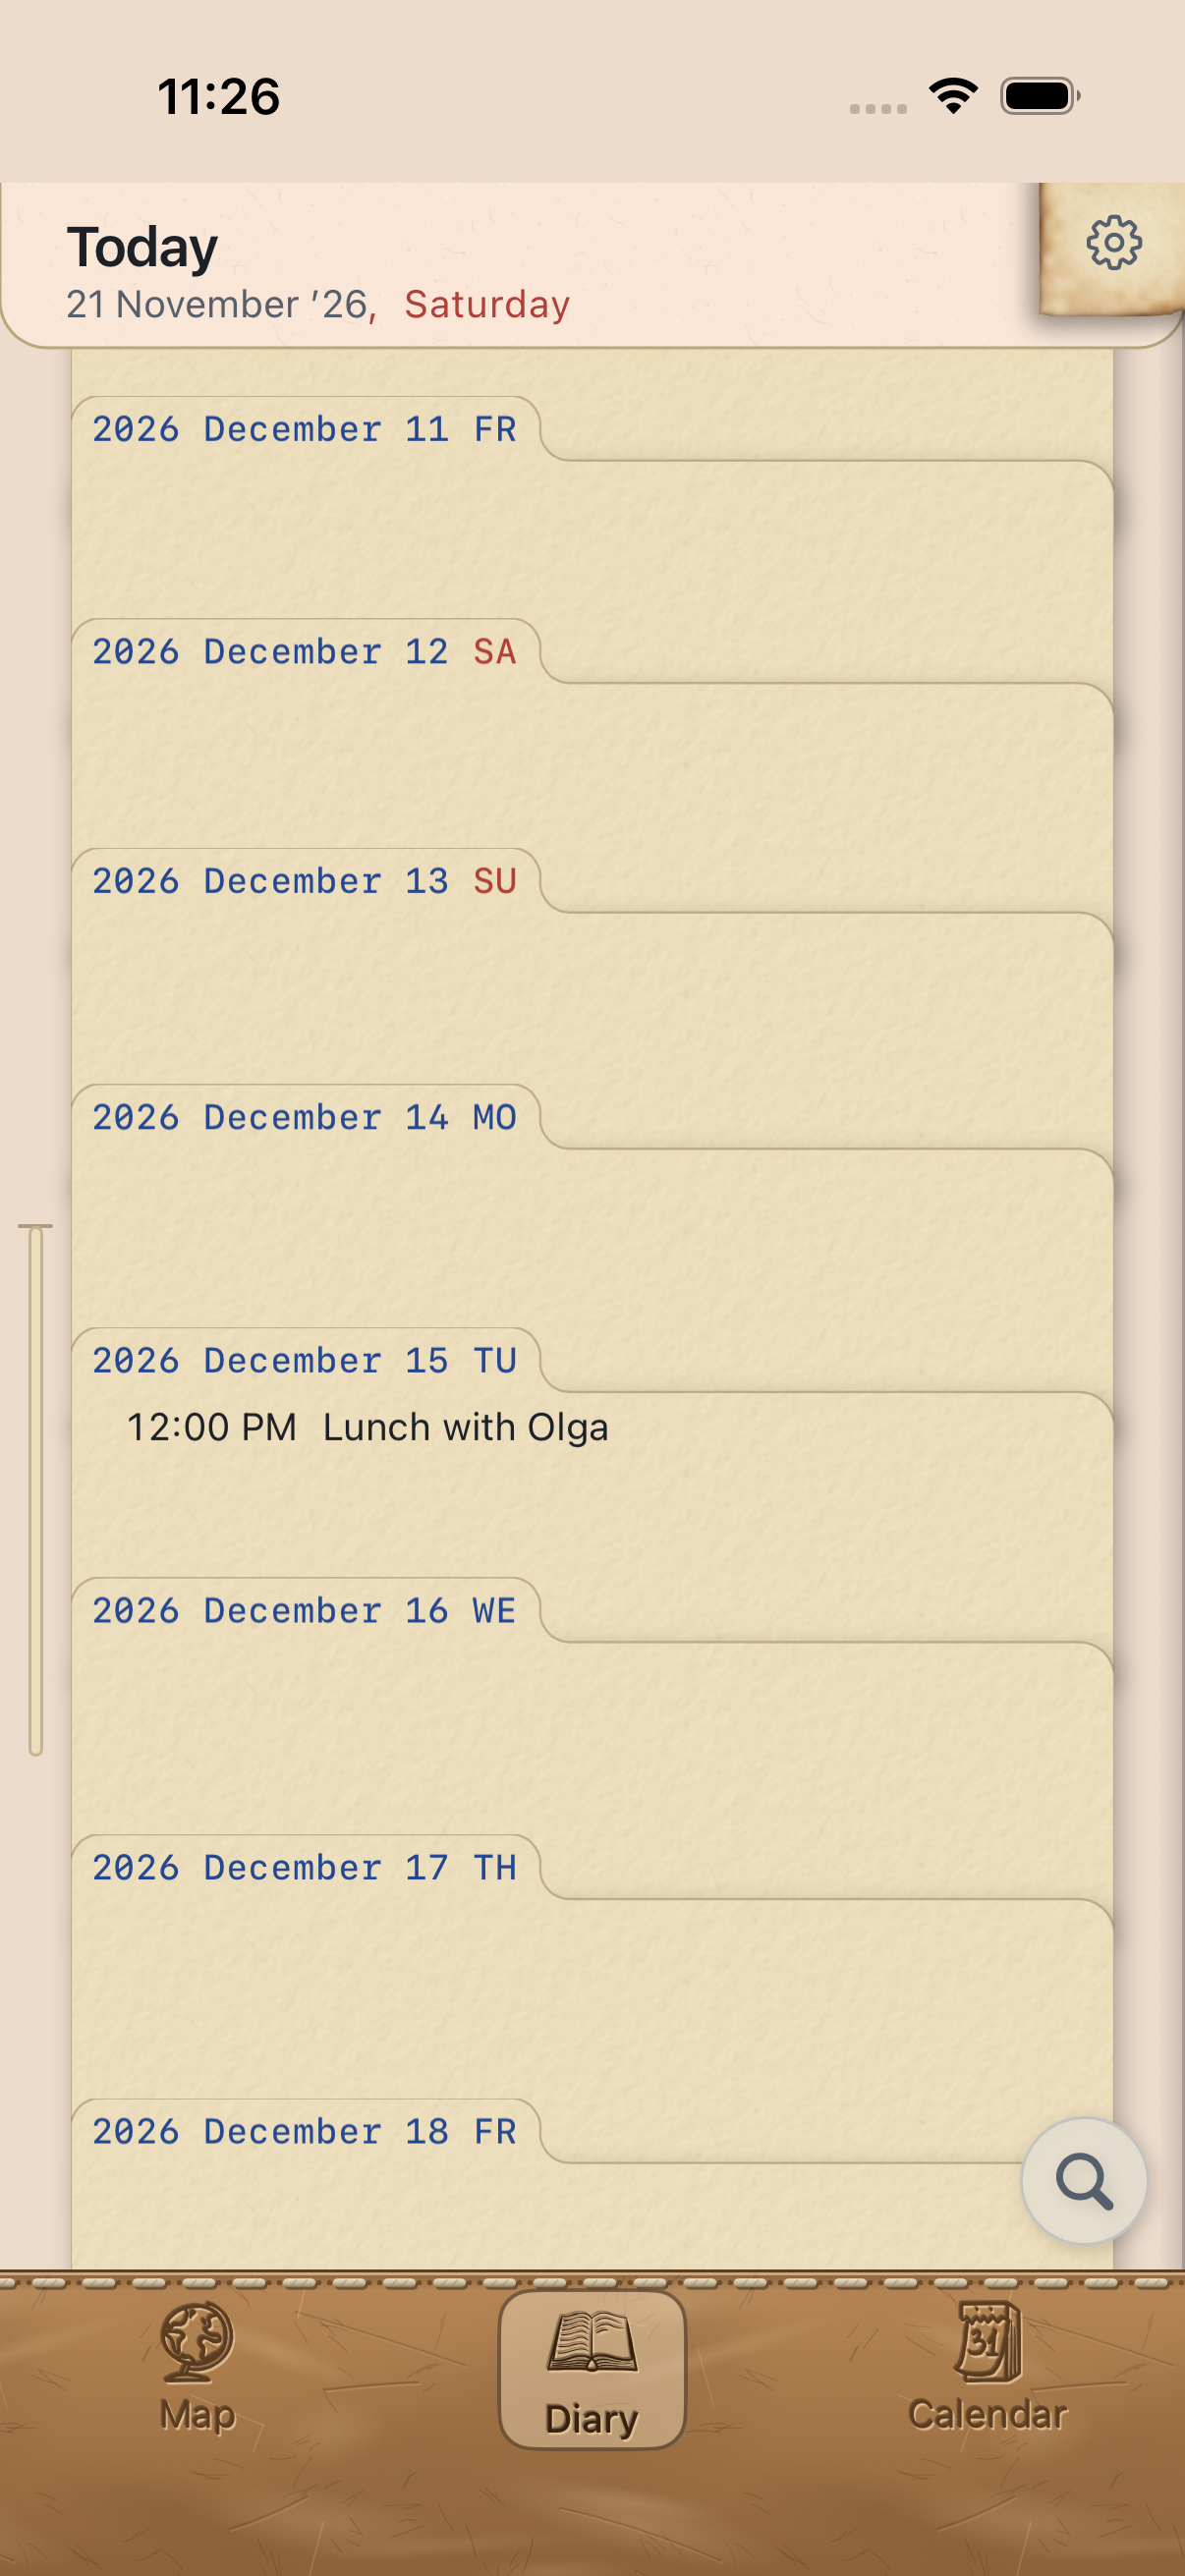 11:26
Today
21 November ’26, Saturday
2026 December 11 FR
2026 December 12 SA
2026 December 13 SU
2026 December 14 MO
2026 December 15 TU
12:00 PM Lunch with Olga
2026 December 16 WE
2026 December 17 TH
2026 December 18 FR
31
Map
Diary
Calendar